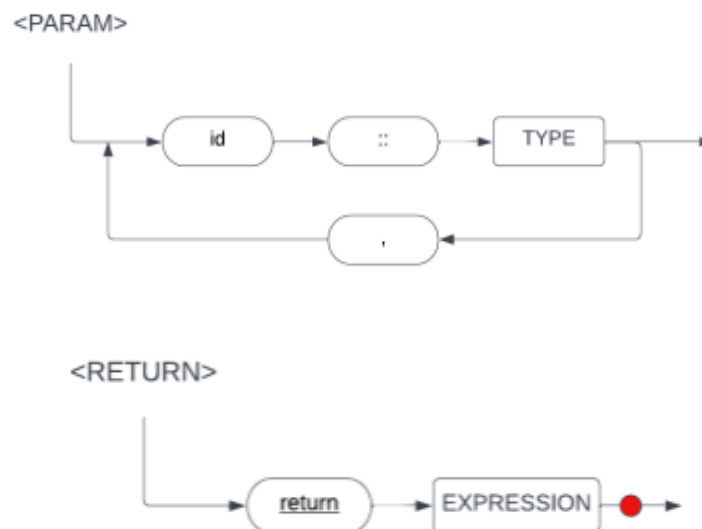 <PARAM>
id :: TYPE
,
<RETURN>
return EXPRESSION